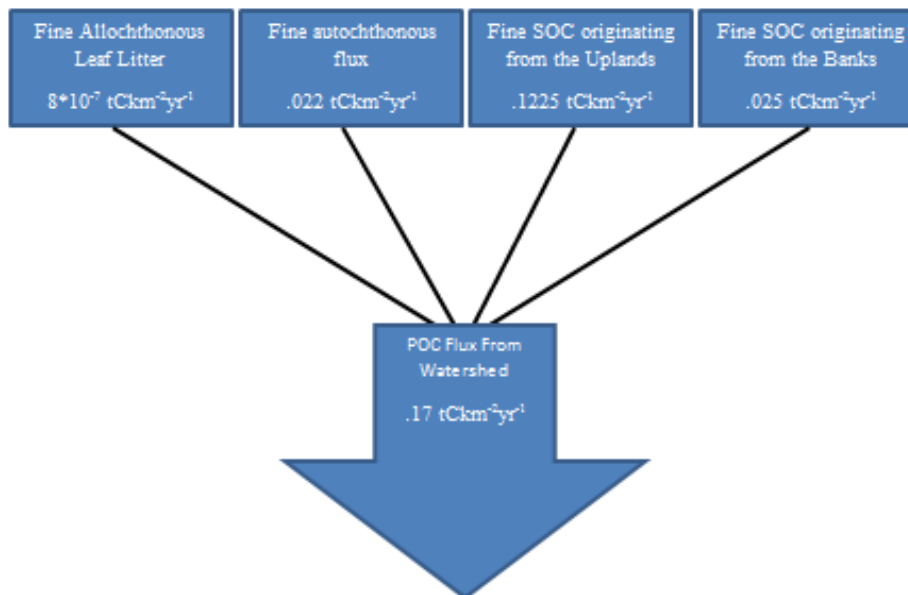 Fine Allochthonous
Leaf Litter
8*10⁻⁷ tCkm⁻²yr⁻¹
Fine autochthonous
flux
.022 tCkm⁻²yr⁻¹
Fine SOC originating
from the Uplands
.1225 tCkm⁻²yr⁻¹
Fine SOC originating
from the Banks
.025 tCkm⁻²yr⁻¹
POC Flux From
Watershed
.17 tCkm⁻²yr⁻¹